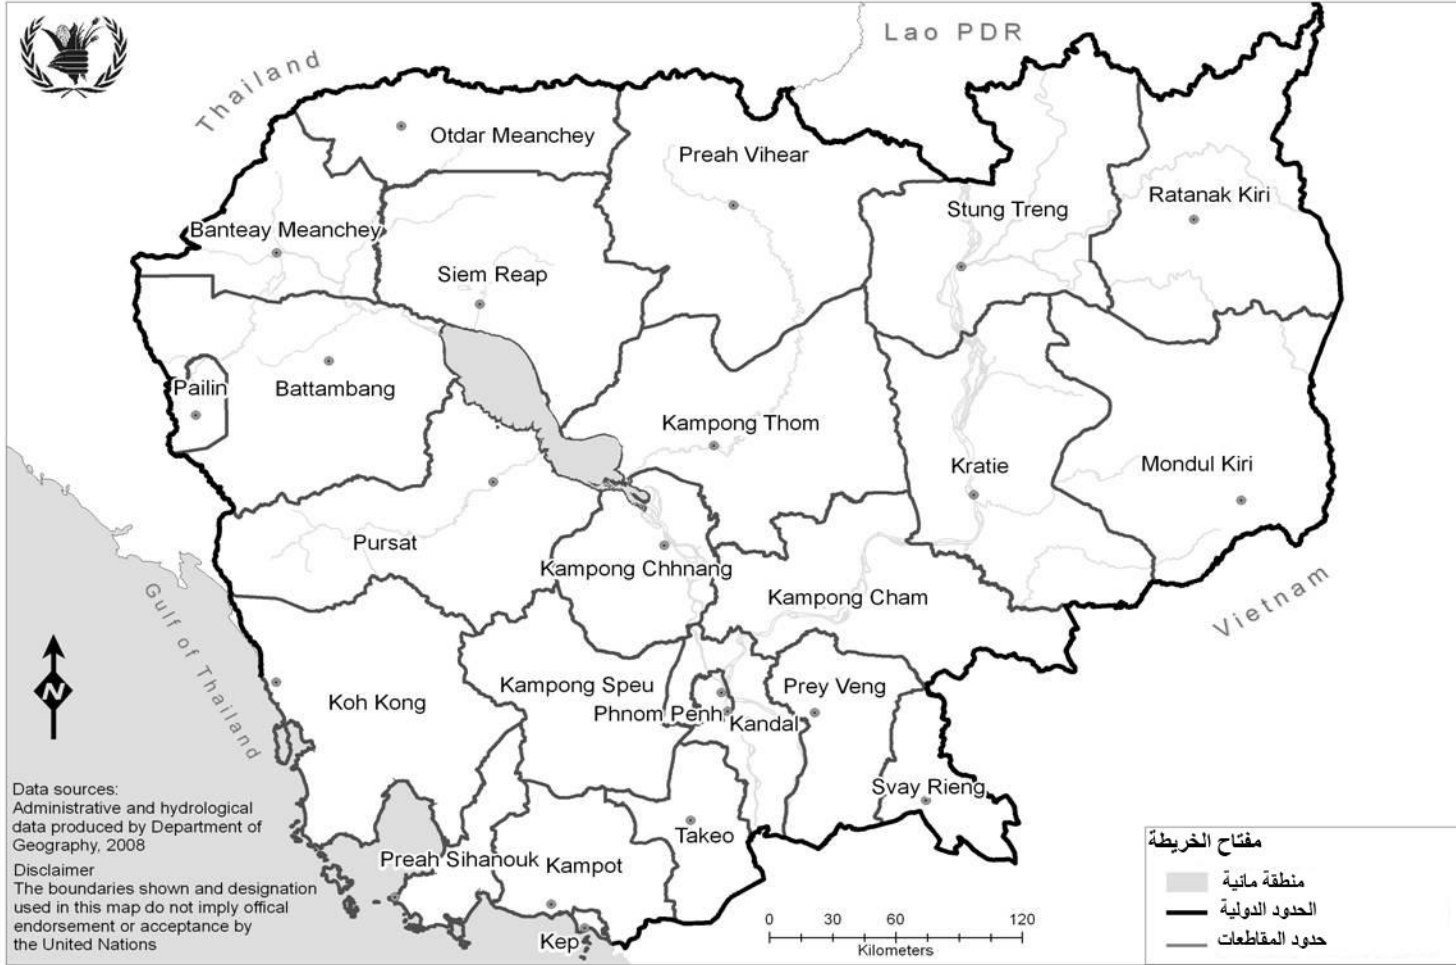 Lao PDR
Thailand
Otdar Meanchey
Preah Vihear
Ratanak Kiri
Stung Treng
Banteay Meanchey
Siem Reap
Pailin
Battambang
Kampong Thom
Kratie
Mondul Kiri
Pursat
Kampong Chhnang
Kampong Cham
Vietnam
Gulf of Thailand
N
Koh Kong
Kampong Speu
Prey Veng
Phnom Penh
Kandal
Svay Rieng
Takeo
Preah Sihanouk
Kampot
Kep
Data sources:
Administrative and hydrological
data produced by Department of
Geography, 2008
Disclaimer
The boundaries shown and designation
used in this map do not imply offical
endorsement or acceptance by
the United Nations
0 30 60 120
Kilometers
مفتاح الخريطة
منطقة مائية
الحدود الدولية
حدود المقاطعات